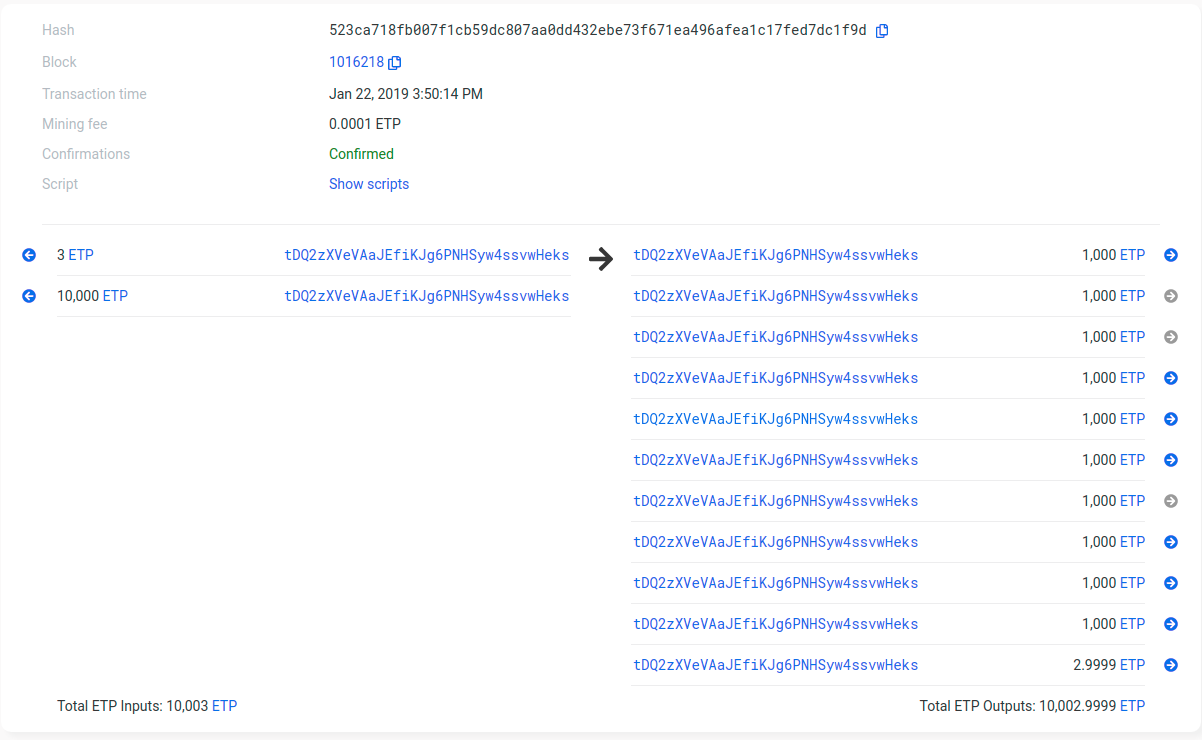 Hash 523ca718fb007f1cb59dc807aa0dd432ebe73f671ea496afea1c17fed7dc1f9d
Block 1016218
Transaction time Jan 22, 2019 3:50:14 PM
Mining fee 0.0001 ETP
Confirmations Confirmed
Script Show scripts
3 ETP tDQ2zXVeVAaJEfiKJg6PNHSyw4ssvwHeks tDQ2zXVeVAaJEfiKJg6PNHSyw4ssvwHeks 1,000 ETP
10,000 ETP tDQ2zXVeVAaJEfiKJg6PNHSyw4ssvwHeks tDQ2zXVeVAaJEfiKJg6PNHSyw4ssvwHeks 1,000 ETP
tDQ2zXVeVAaJEfiKJg6PNHSyw4ssvwHeks 1,000 ETP
tDQ2zXVeVAaJEfiKJg6PNHSyw4ssvwHeks 1,000 ETP
tDQ2zXVeVAaJEfiKJg6PNHSyw4ssvwHeks 1,000 ETP
tDQ2zXVeVAaJEfiKJg6PNHSyw4ssvwHeks 1,000 ETP
tDQ2zXVeVAaJEfiKJg6PNHSyw4ssvwHeks 1,000 ETP
tDQ2zXVeVAaJEfiKJg6PNHSyw4ssvwHeks 1,000 ETP
tDQ2zXVeVAaJEfiKJg6PNHSyw4ssvwHeks 1,000 ETP
tDQ2zXVeVAaJEfiKJg6PNHSyw4ssvwHeks 1,000 ETP
tDQ2zXVeVAaJEfiKJg6PNHSyw4ssvwHeks 2.9999 ETP
Total ETP Inputs: 10,003 ETP Total ETP Outputs: 10,002.9999 ETP